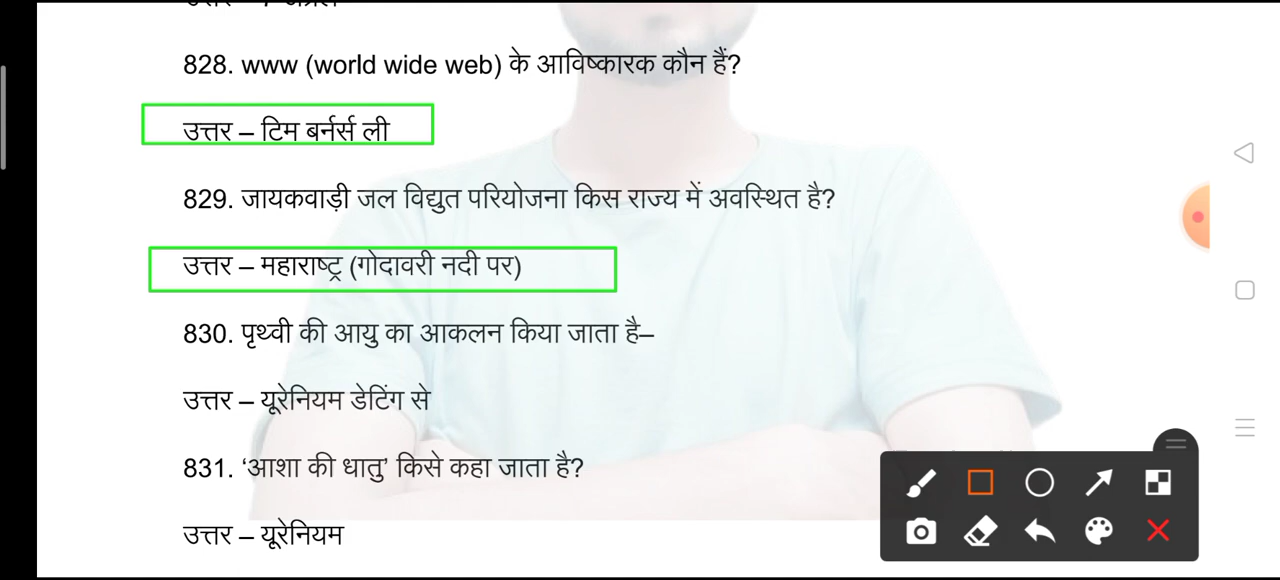 828. www (world wide web) के आविष्कारक कौन हैं?
उत्तर – टिम बर्नर्स ली
829. जायकवाड़ी जल विद्युत परियोजना किस राज्य में अवस्थित है?
उत्तर – महाराष्ट्र (गोदावरी नदी पर)
830. पृथ्वी की आयु का आकलन किया जाता है–
उत्तर – यूरेनियम डेटिंग से
831. ‘आशा की धातु’ किसे कहा जाता है?
उत्तर – यूरेनियम